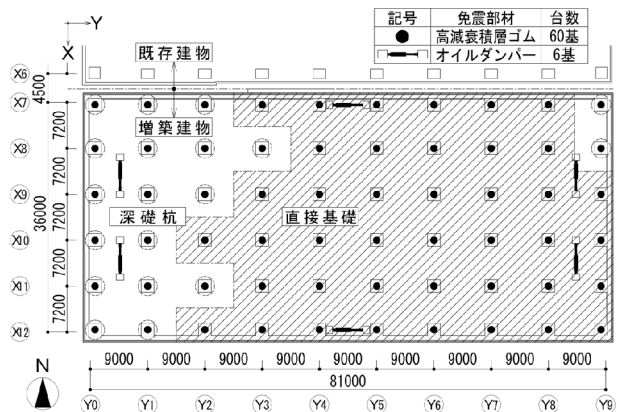 Y
X
記号 免震部材 台数
● 高減衰積層ゴム 60基
オイルダンパー 6基
既存建物
増築建物
X6
4500
X7
7200
X8
7200
X9
36000
7200
深礎杭
直接基礎
X10
7200
X11
7200
X12
9000 9000 9000 9000 9000 9000 9000 9000 9000
81000
N
Y0 Y1 Y2 Y3 Y4 Y5 Y6 Y7 Y8 Y9